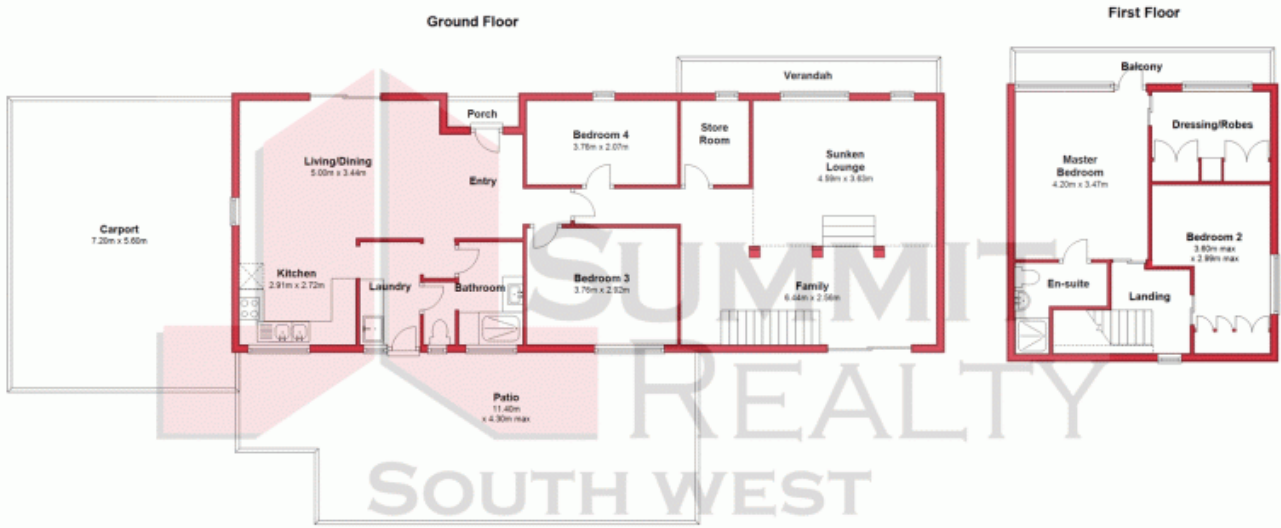 Ground Floor
First Floor
Verandah
Balcony
Porch
Bedroom 4
3.76m x 2.07m
Store
Room
Dressing/Robes
Living/Dining
5.00m x 3.44m
Entry
Sunken
Lounge
4.59m x 3.63m
Master
Bedroom
4.20m x 3.47m
Carport
7.20m x 5.60m
Bedroom 2
3.60m max
x 2.99m max
Kitchen
2.91m x 2.72m
Laundry
Bathroom
Bedroom 3
3.76m x 2.92m
Family
6.44m x 2.56m
En-suite
Landing
Patio
11.40m
x 4.30m max
SUMMIT
REALTY
SOUTH WEST